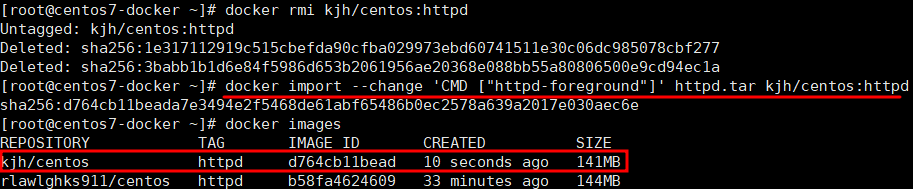 [root@centos7-docker ~]# docker rmi kjh/centos:httpd
Untagged: kjh/centos:httpd
Deleted: sha256:1e317112919c515cbefda90cfba029973ebd60741511e30c06dc985078cbf277
Deleted: sha256:3babb1b1d6e84f5986d653b2061956ae20368e088bb55a80806500e9cd94ec1a
[root@centos7-docker ~]# docker import --change 'CMD ["httpd-foreground"]' httpd.tar kjh/centos:httpd
sha256:d764cb11beada7e3494e2f5468de61abf65486b0ec2578a639a2017e030aec6e
[root@centos7-docker ~]# docker images
REPOSITORY TAG IMAGE ID CREATED SIZE
kjh/centos httpd d764cb11bead 10 seconds ago 141MB
rlawlghks911/centos httpd b58fa4624609 33 minutes ago 144MB